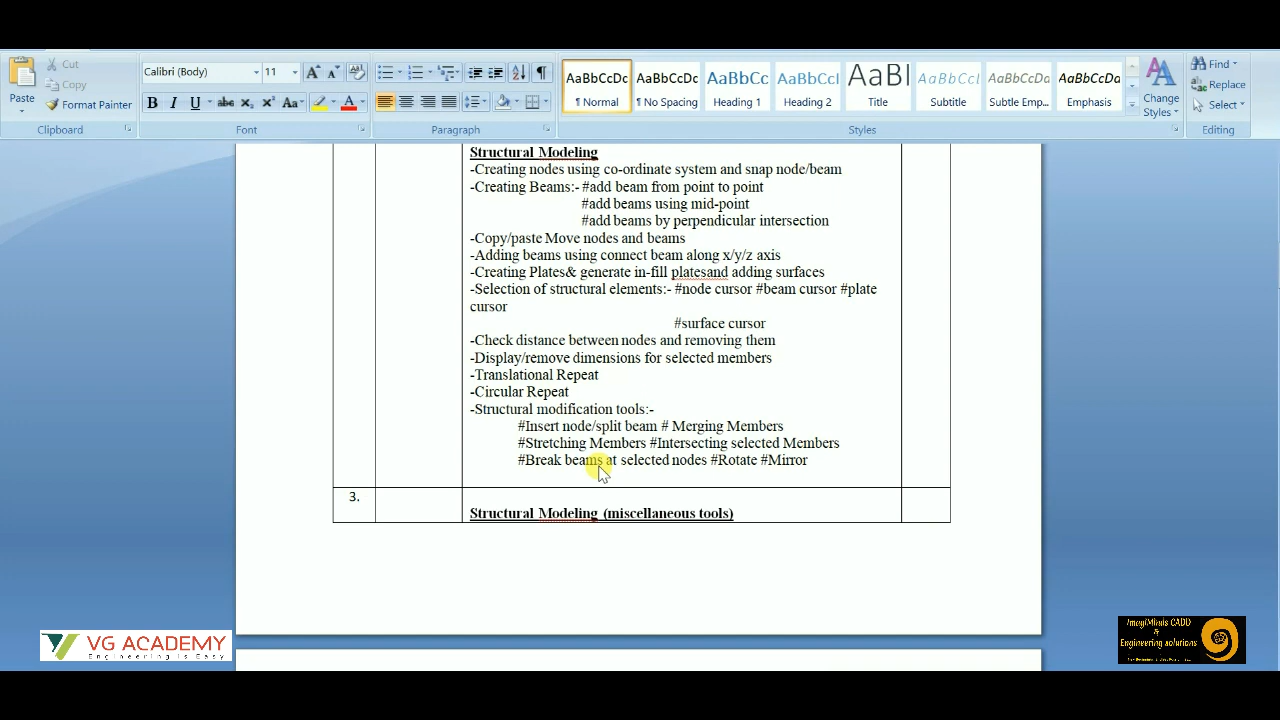 Cut
Copy
Paste
Format Painter
Clipboard
Calibri (Body)
11
Font
Paragraph
AaBbCcDc
¶ Normal
AaBbCcDc
¶ No Spacing
AaBbCc
Heading 1
AaBbCcl
Heading 2
AaBl
Title
AaBbCcl
Subtitle
AaBbCcDa
Subtle Emp...
AaBbCcDa
Emphasis
Change
Styles
Styles
Find
Replace
Select
Editing
Structural Modeling
-Creating nodes using co-ordinate system and snap node/beam
-Creating Beams:- #add beam from point to point
#add beams using mid-point
#add beams by perpendicular intersection
-Copy/paste Move nodes and beams
-Adding beams using connect beam along x/y/z axis
-Creating Plates& generate in-fill platesand adding surfaces
-Selection of structural elements:- #node cursor #beam cursor #plate
cursor
#surface cursor
-Check distance between nodes and removing them
-Display/remove dimensions for selected members
-Translational Repeat
-Circular Repeat
-Structural modification tools:-
#Insert node/split beam # Merging Members
#Stretching Members #Intersecting selected Members
#Break beams at selected nodes #Rotate #Mirror
3.
Structural Modeling (miscellaneous tools)
VG ACADEMY
Engineering is Easy
ImagiMinds CADD
&
Engineering solutions